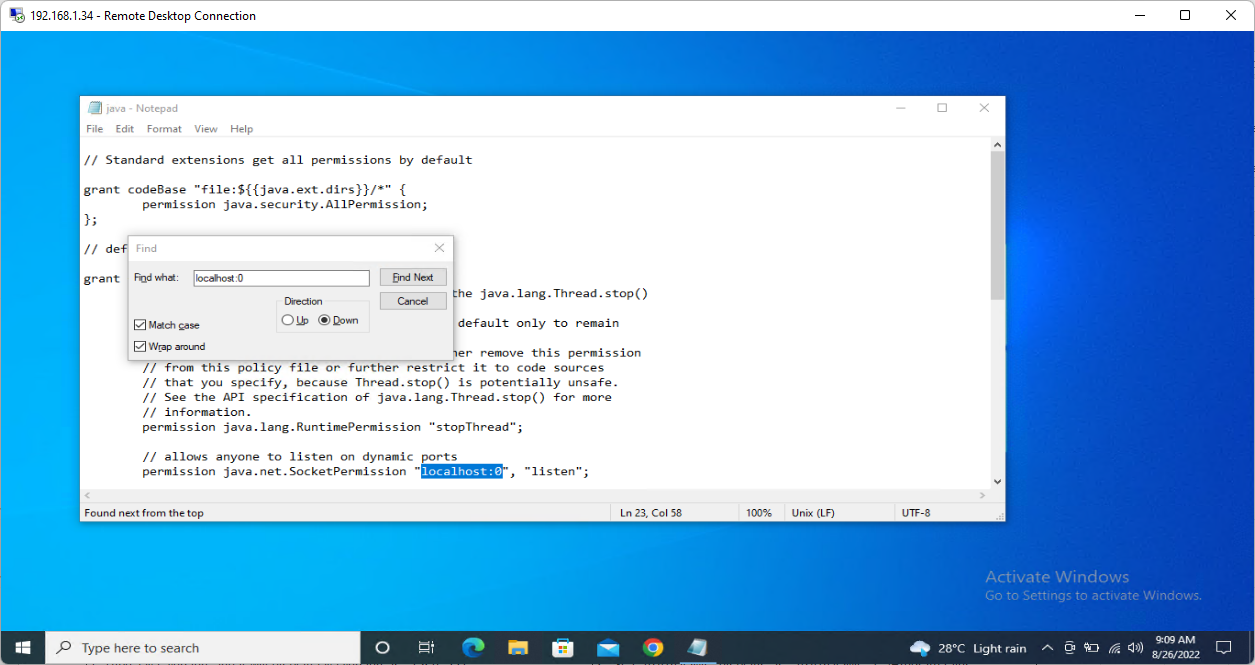 192.168.1.34 - Remote Desktop Connection
java - Notepad
File Edit Format View Help
// Standard extensions get all permissions by default
grant codeBase "file:${{java.ext.dirs}}/*" {
permission java.security.AllPermission;
};
// def
grant
Find
Find what: localhost:0 Find Next
Direction Cancel
Up Down
Match case
Wrap around
the java.lang.Thread.stop()
default only to remain
her remove this permission
// from this policy file or further restrict it to code sources
// that you specify, because Thread.stop() is potentially unsafe.
// See the API specification of java.lang.Thread.stop() for more
// information.
permission java.lang.RuntimePermission "stopThread";
// allows anyone to listen on dynamic ports
permission java.net.SocketPermission "localhost:0", "listen";
Found next from the top Ln 23, Col 58 100% Unix (LF) UTF-8
Activate Windows
Go to Settings to activate Windows.
Type here to search 28°C Light rain 9:09 AM
8/26/2022